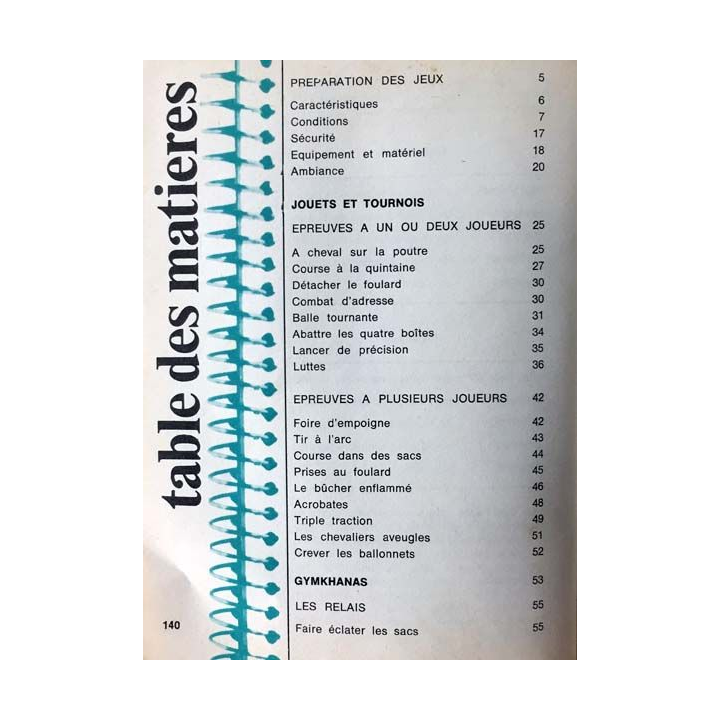 table des matieres
PREPARATION DES JEUX 5
Caractéristiques 6
Conditions 7
Sécurité 17
Equipement et matériel 18
Ambiance 20
JOUETS ET TOURNOIS
EPREUVES A UN OU DEUX JOUEURS 25
A cheval sur la poutre 25
Course à la quintaine 27
Détacher le foulard 30
Combat d'adresse 30
Balle tournante 31
Abattre les quatre boîtes 34
Lancer de précision 35
Luttes 36
EPREUVES A PLUSIEURS JOUEURS 42
Foire d'empoigne 42
Tir à l'arc 43
Course dans des sacs 44
Prises au foulard 45
Le bûcher enflammé 46
Acrobates 48
Triple traction 49
Les chevaliers aveugles 51
Crever les ballonnets 52
GYMKHANAS 53
LES RELAIS 55
Faire éclater les sacs 55
140